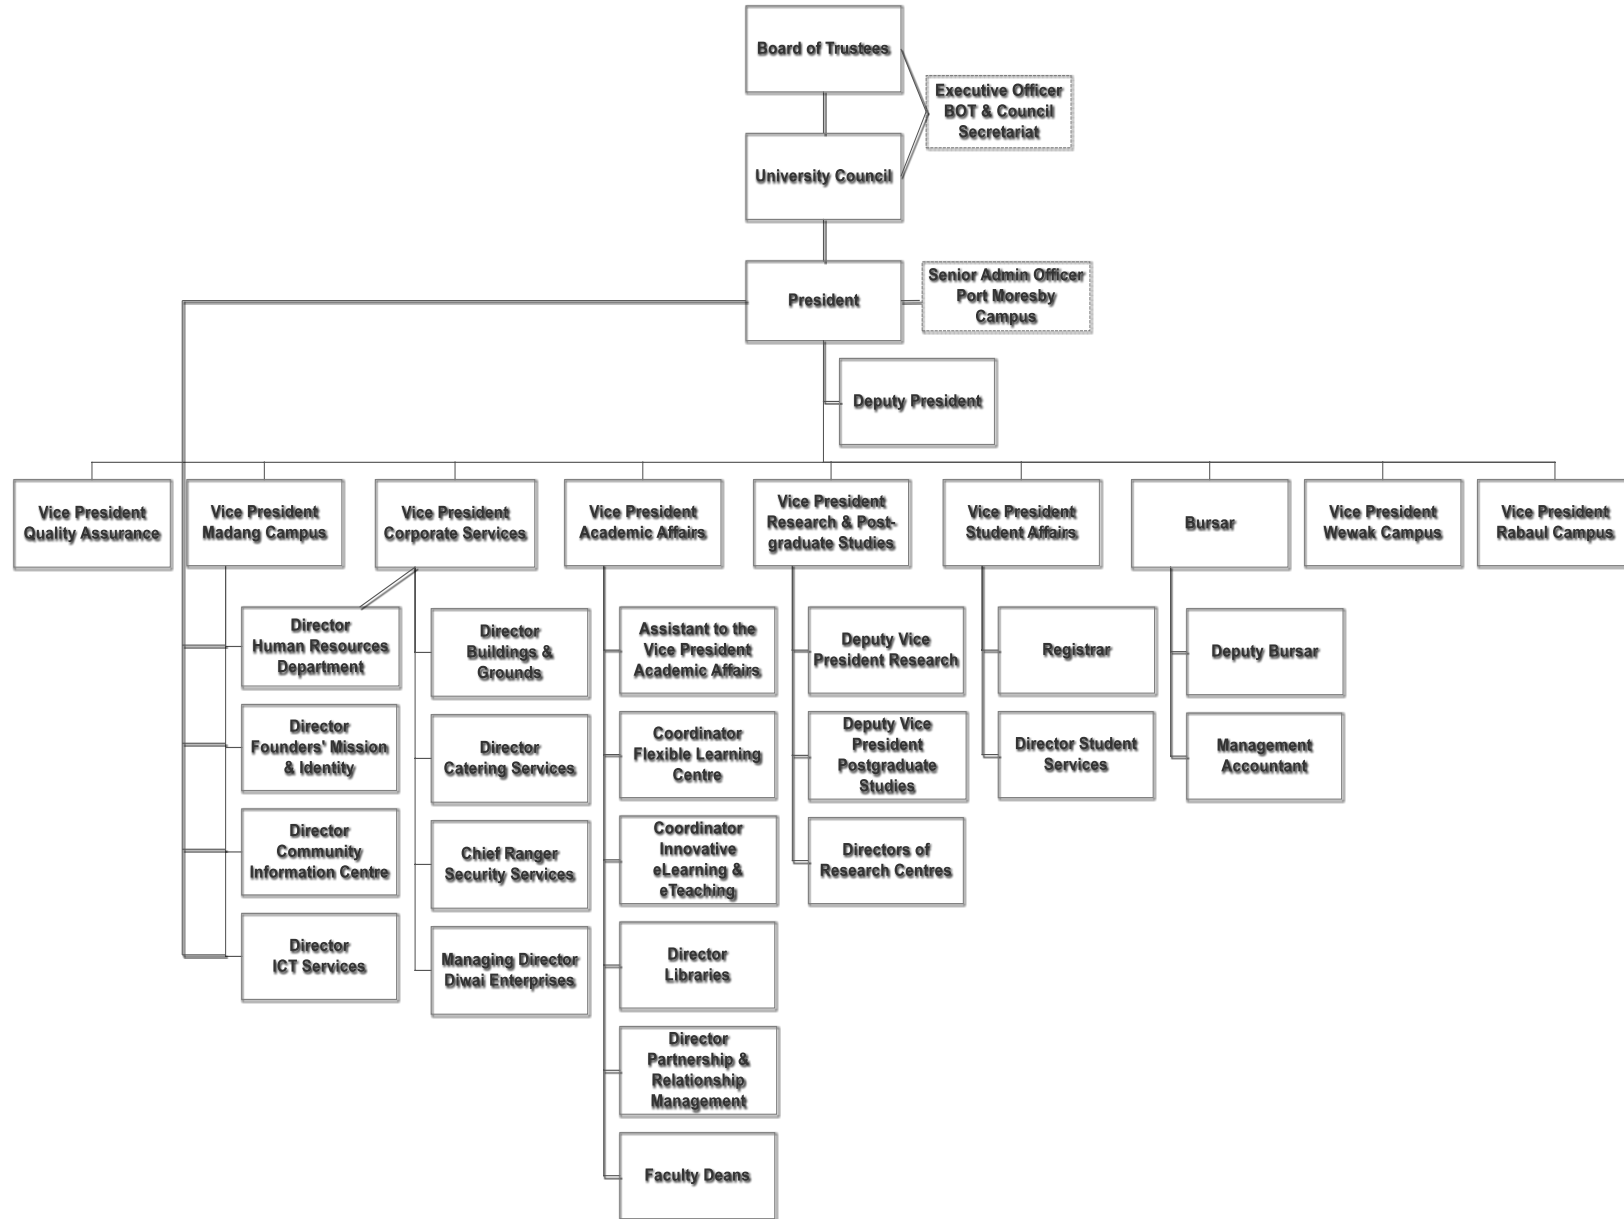 Board of Trustees
Executive Officer
BOT & Council
Secretariat
University Council
President
Senior Admin Officer
Port Moresby
Campus
Deputy President
Vice President
Quality Assurance
Vice President
Madang Campus
Vice President
Corporate Services
Vice President
Academic Affairs
Vice President
Research & Post-
graduate Studies
Vice President
Student Affairs
Bursar
Vice President
Wewak Campus
Vice President
Rabaul Campus
Director
Human Resources
Department
Director
Founders' Mission
& Identity
Director
Community
Information Centre
Director
ICT Services
Director
Buildings &
Grounds
Director
Catering Services
Chief Ranger
Security Services
Managing Director
Diwai Enterprises
Assistant to the
Vice President
Academic Affairs
Coordinator
Flexible Learning
Centre
Coordinator
Innovative
eLearning &
eTeaching
Director
Libraries
Director
Partnership &
Relationship
Management
Faculty Deans
Deputy Vice
President Research
Deputy Vice
President
Postgraduate
Studies
Directors of
Research Centres
Registrar
Director Student
Services
Deputy Bursar
Management
Accountant